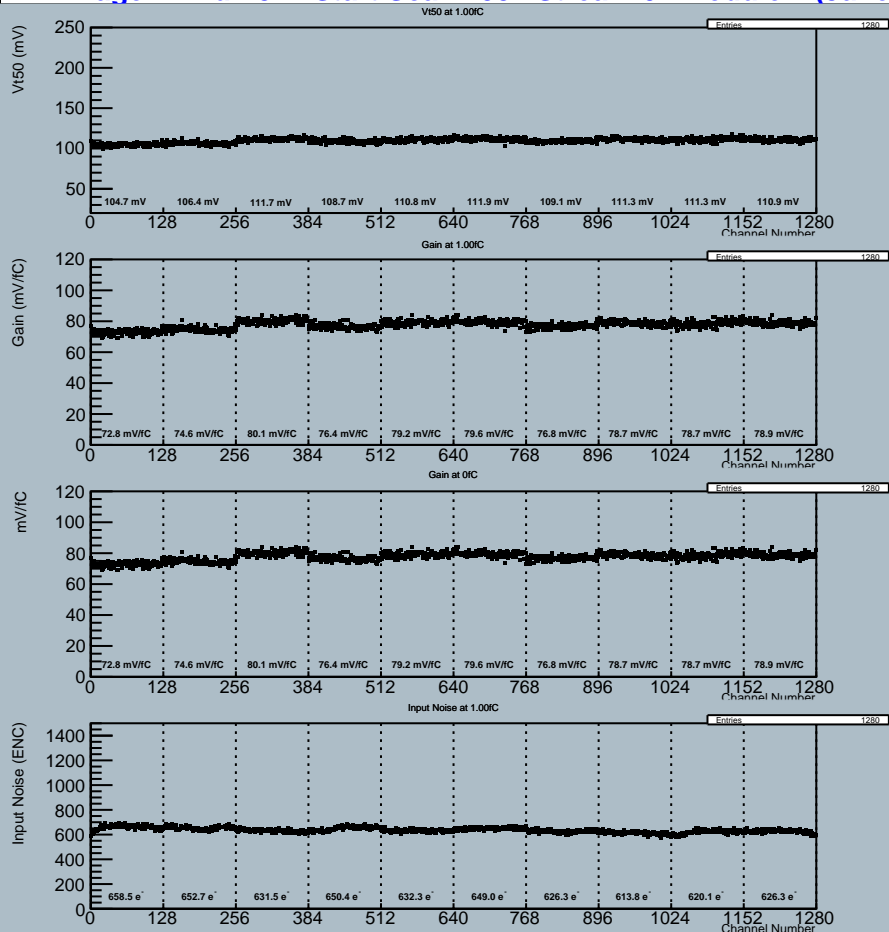 Vt50 at 1.00fC
Entries 1280
Vt50 (mV)
250
200
150
100
50
104.7 mV 106.4 mV 111.7 mV 108.7 mV 110.8 mV 111.9 mV 109.1 mV 111.3 mV 111.3 mV 110.9 mV
0 128 256 384 512 640 768 896 1024 1152 1280
Channel Number
Gain at 1.00fC
Entries 1280
Gain (mV/fC)
120
100
80
60
40
20
0
72.8 mV/fC 74.6 mV/fC 80.1 mV/fC 76.4 mV/fC 79.2 mV/fC 79.6 mV/fC 76.8 mV/fC 78.7 mV/fC 78.7 mV/fC 78.9 mV/fC
0 128 256 384 512 640 768 896 1024 1152 1280
Channel Number
Gain at 0fC
Entries 1280
mV/fC
120
100
80
60
40
20
0
72.8 mV/fC 74.6 mV/fC 80.1 mV/fC 76.4 mV/fC 79.2 mV/fC 79.6 mV/fC 76.8 mV/fC 78.7 mV/fC 78.7 mV/fC 78.9 mV/fC
0 128 256 384 512 640 768 896 1024 1152 1280
Channel Number
Input Noise at 1.00fC
Entries 1280
Input Noise (ENC)
1400
1200
1000
800
600
400
200
0
658.5 e⁻ 652.7 e⁻ 631.5 e⁻ 650.4 e⁻ 632.3 e⁻ 649.0 e⁻ 626.3 e⁻ 613.8 e⁻ 620.1 e⁻ 626.3 e⁻
0 128 256 384 512 640 768 896 1024 1152 1280
Channel Number